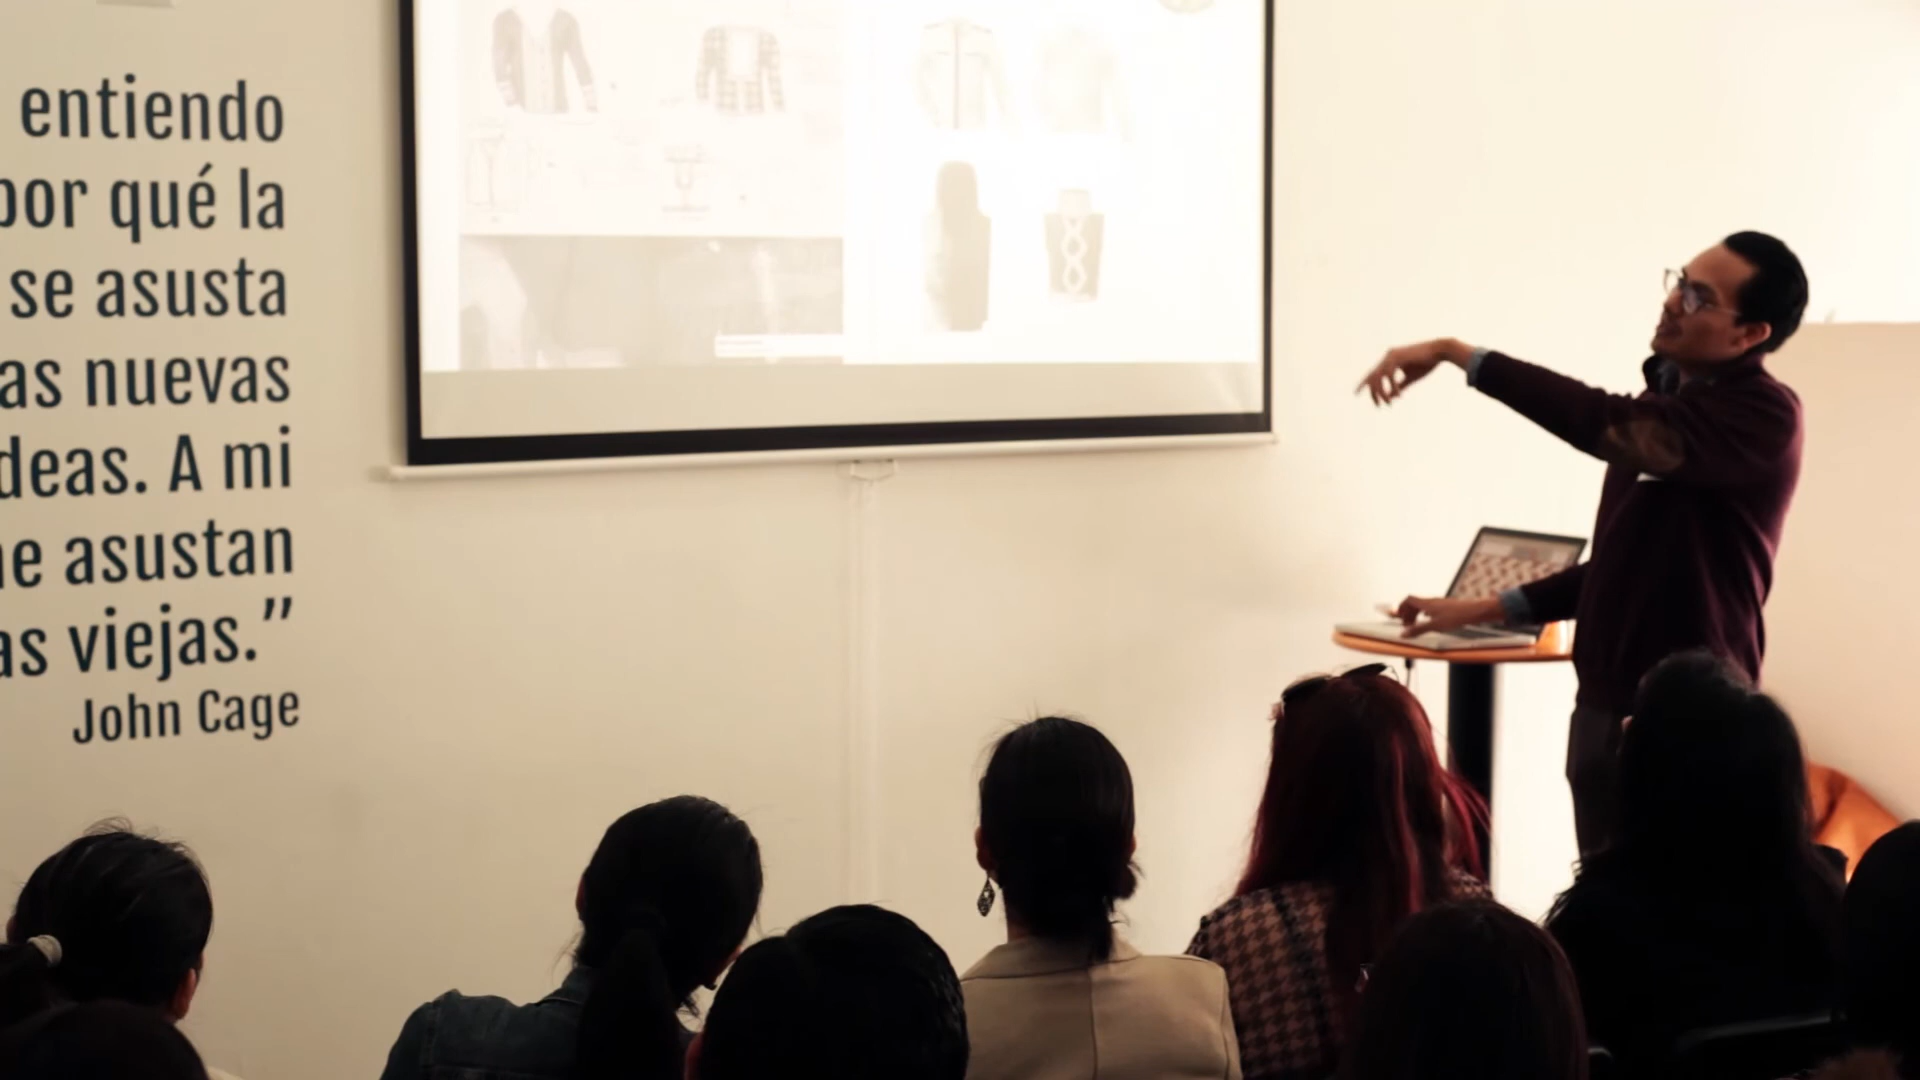 entiendo
por qué la
se asusta
as nuevas
deas. A mi
e asustan
as viejas.”
John Cage